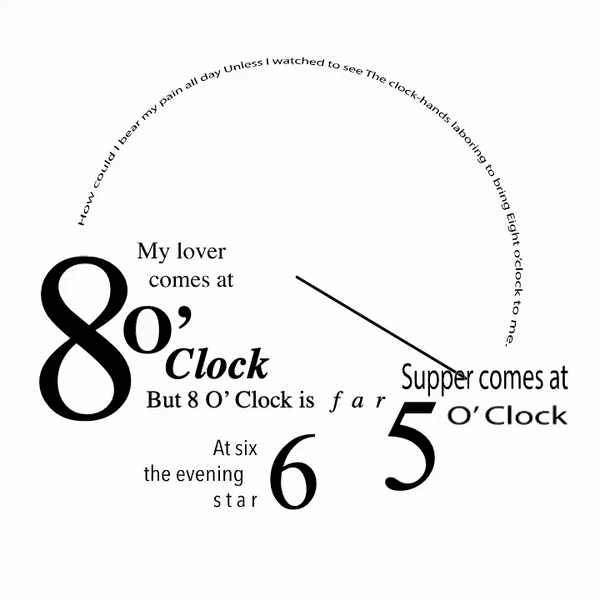 Supper comes at
5 O' Clock
At six
the evening
star
6
My lover
comes at
8 O'
Clock
But 8 O' Clock is far
How could I bear my pain all day Unless I watched to see The clock-hands laboring to bring Eight o'clock to me.